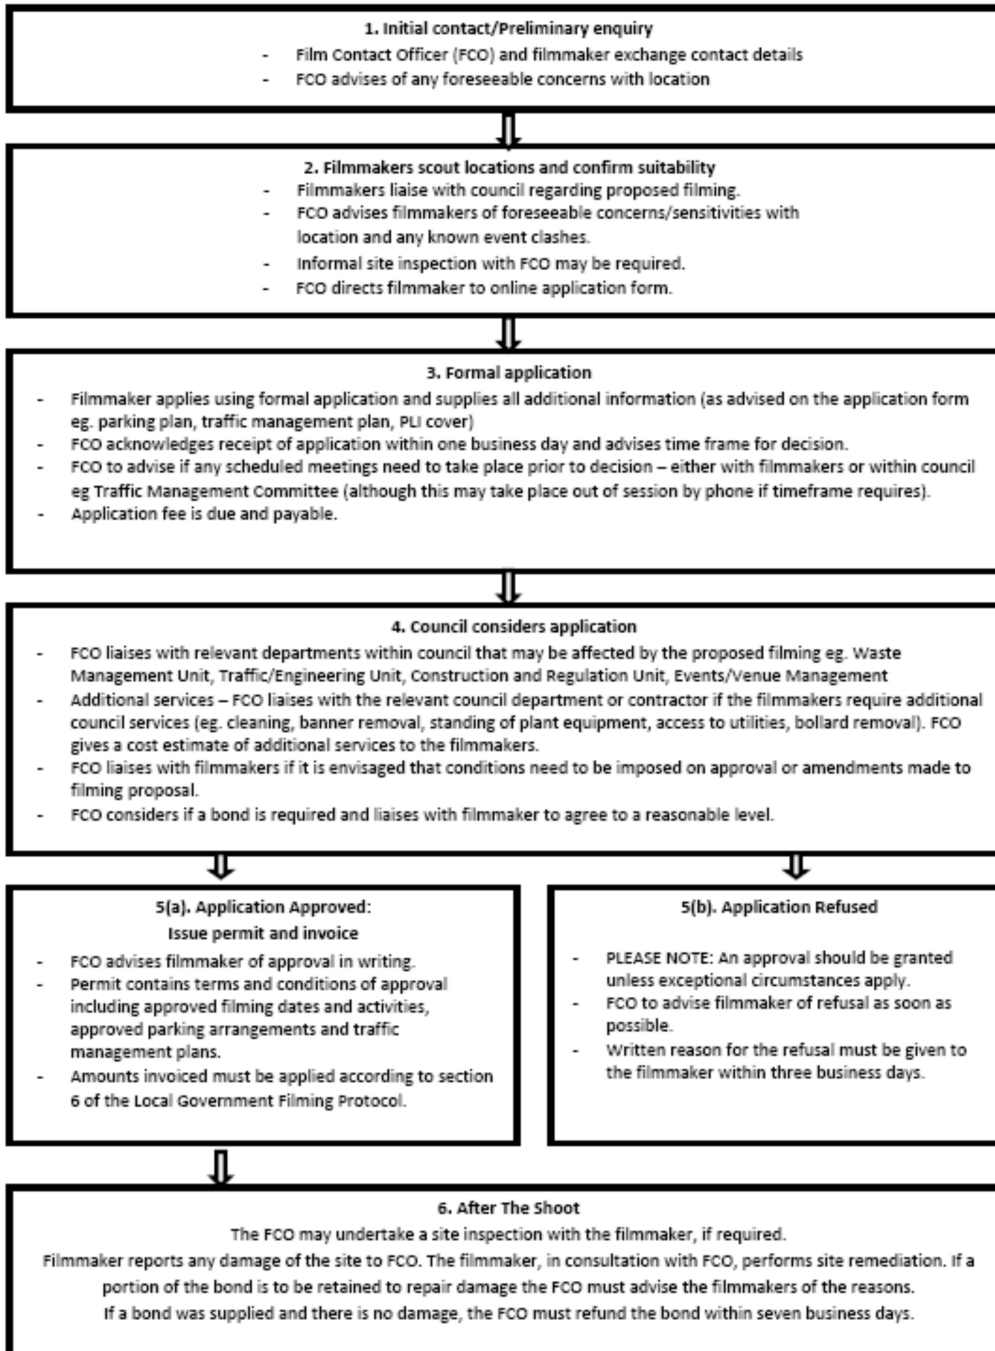 1. Initial contact/Preliminary enquiry
- Film Contact Officer (FCO) and filmmaker exchange contact details
- FCO advises of any foreseeable concerns with location
2. Filmmakers scout locations and confirm suitability
- Filmmakers liaise with council regarding proposed filming.
- FCO advises filmmakers of foreseeable concerns/sensitivities with
location and any known event clashes.
- Informal site inspection with FCO may be required.
- FCO directs filmmaker to online application form.
3. Formal application
- Filmmaker applies using formal application and supplies all additional information (as advised on the application form
eg. parking plan, traffic management plan, PLI cover)
- FCO acknowledges receipt of application within one business day and advises time frame for decision.
- FCO to advise if any scheduled meetings need to take place prior to decision – either with filmmakers or within council
eg Traffic Management Committee (although this may take place out of session by phone if timeframe requires).
- Application fee is due and payable.
4. Council considers application
- FCO liaises with relevant departments within council that may be affected by the proposed filming eg. Waste
Management Unit, Traffic/Engineering Unit, Construction and Regulation Unit, Events/Venue Management
- Additional services – FCO liaises with the relevant council department or contractor if the filmmakers require additional
council services (eg. cleaning, banner removal, standing of plant equipment, access to utilities, bollard removal). FCO
gives a cost estimate of additional services to the filmmakers.
- FCO liaises with filmmakers if it is envisaged that conditions need to be imposed on approval or amendments made to
filming proposal.
- FCO considers if a bond is required and liaises with filmmaker to agree to a reasonable level.
5(a). Application Approved:
Issue permit and invoice
- FCO advises filmmaker of approval in writing.
- Permit contains terms and conditions of approval
including approved filming dates and activities,
approved parking arrangements and traffic
management plans.
- Amounts invoiced must be applied according to section
6 of the Local Government Filming Protocol.
5(b). Application Refused
- PLEASE NOTE: An approval should be granted
unless exceptional circumstances apply.
- FCO to advise filmmaker of refusal as soon as
possible.
- Written reason for the refusal must be given to
the filmmaker within three business days.
6. After The Shoot
The FCO may undertake a site inspection with the filmmaker, if required.
Filmmaker reports any damage of the site to FCO. The filmmaker, in consultation with FCO, performs site remediation. If a
portion of the bond is to be retained to repair damage the FCO must advise the filmmakers of the reasons.
If a bond was supplied and there is no damage, the FCO must refund the bond within seven business days.